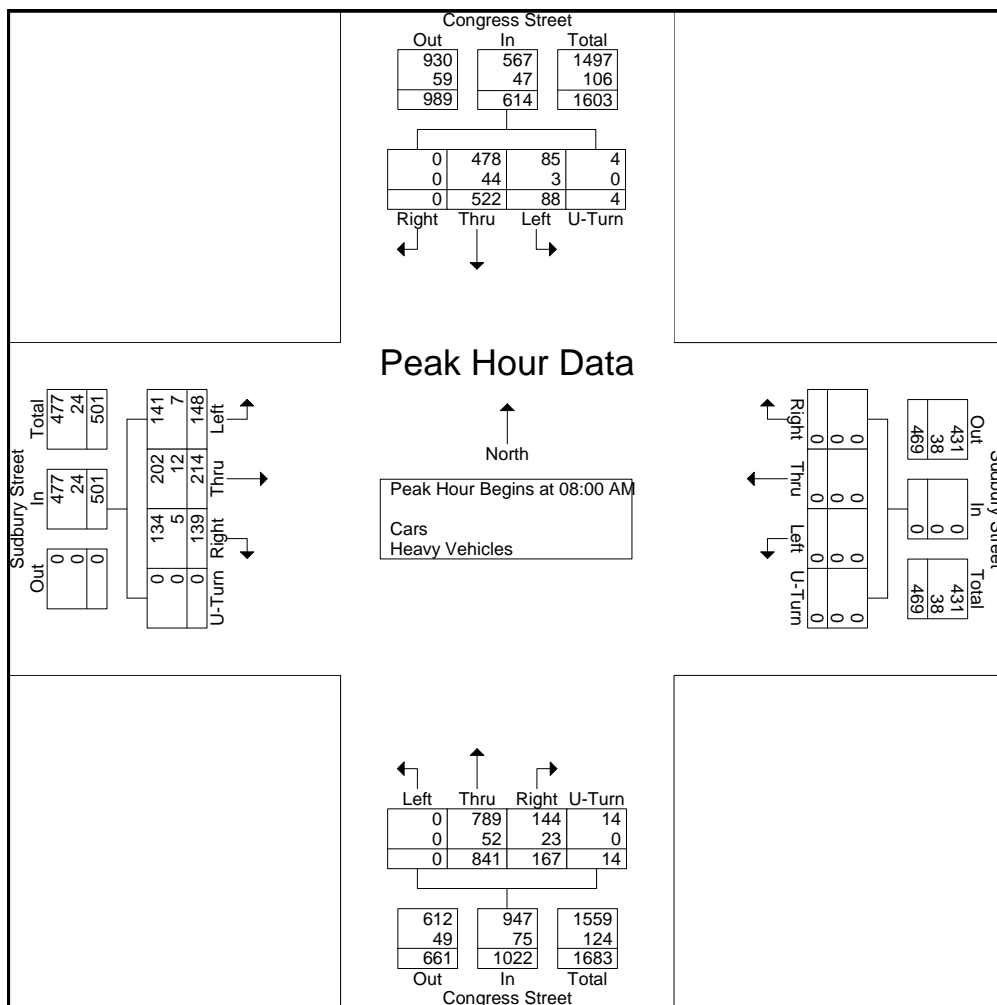 Congress Street
Out In Total
930 567 1497
59 47 106
989 614 1603
0 478 85 4
0 44 3 0
0 522 88 4
Right Thru Left U-Turn
Peak Hour Data
North
Peak Hour Begins at 08:00 AM
Cars
Heavy Vehicles
Sudbury Street
Total In Out
477 477 0
24 24 0
501 501 0
141 202 134 0
7 12 5 0
148 214 139 0
Left Thru Right U-Turn
Right Thru Left U-Turn
0 0 0 0
0 0 0 0
0 0 0 0
431 0 431
38 0 38
469 0 469
Out In Total
Sudbury Street
Left Thru Right U-Turn
0 789 144 14
0 52 23 0
0 841 167 14
612 947 1559
49 75 124
661 1022 1683
Out In Total
Congress Street